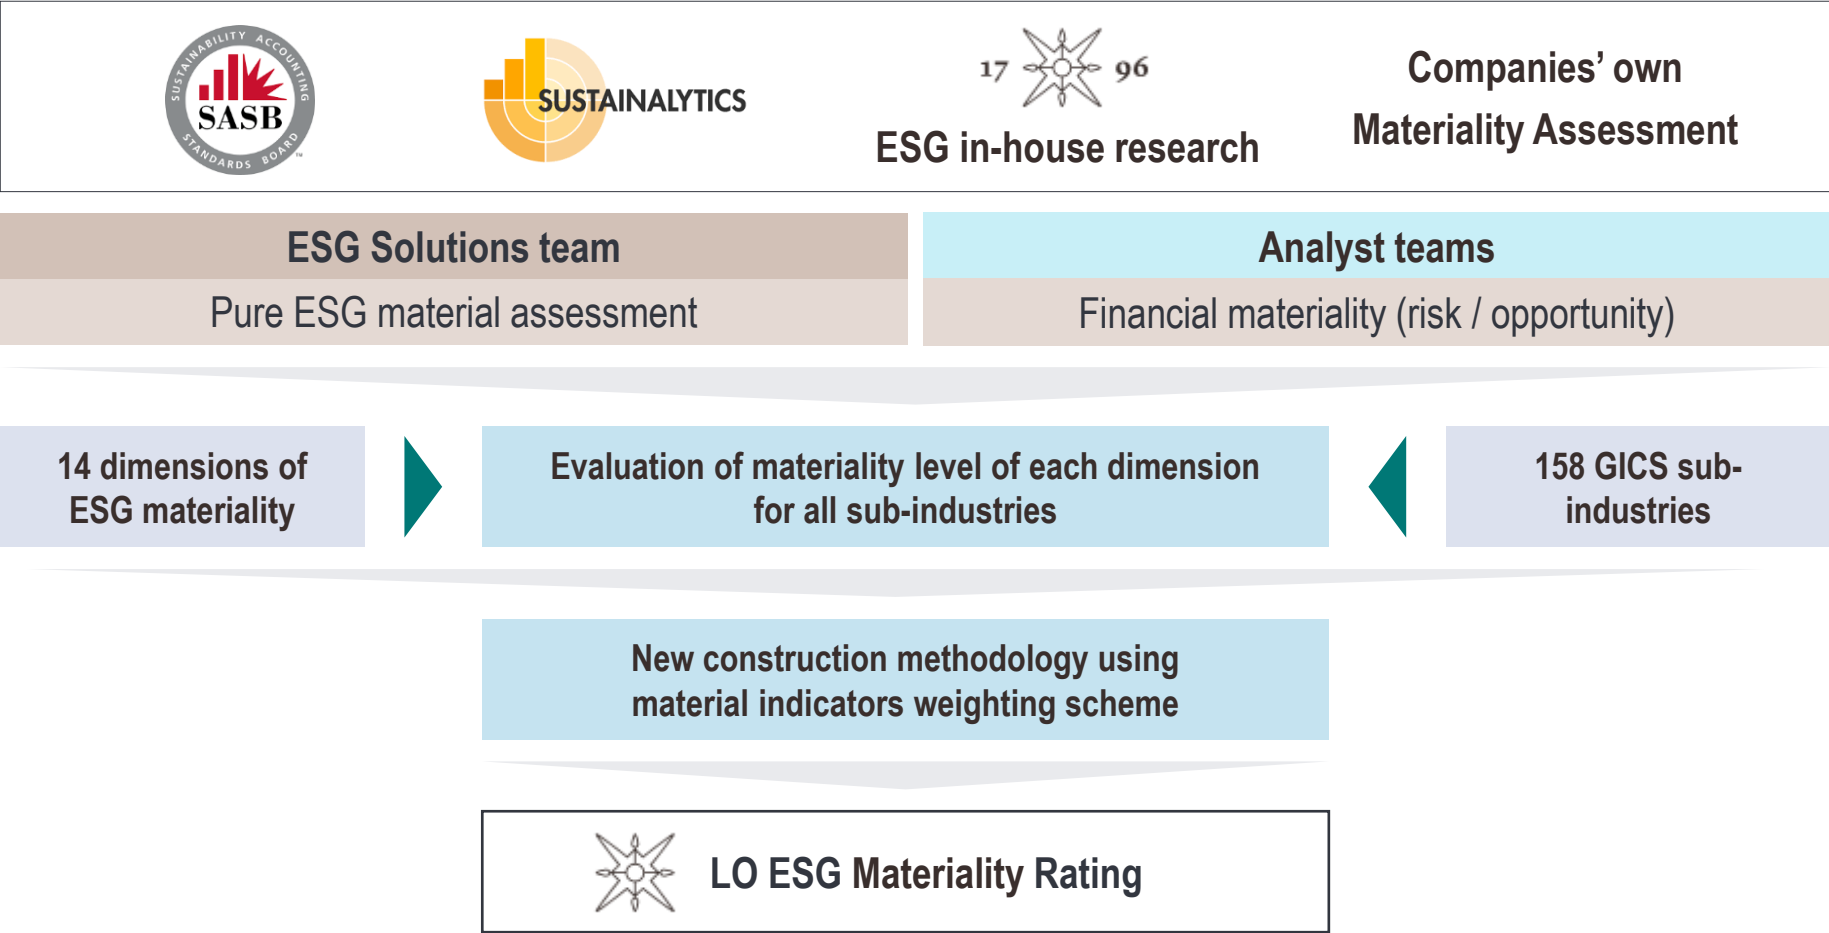 SUSTAINABILITY ACCOUNTING
SASB
STANDARDS BOARD
TM
SUSTAINALYTICS
17 96
ESG in-house research
Companies’ own
Materiality Assessment
ESG Solutions team
Pure ESG material assessment
Analyst teams
Financial materiality (risk / opportunity)
14 dimensions of
ESG materiality
Evaluation of materiality level of each dimension
for all sub-industries
158 GICS sub-
industries
New construction methodology using
material indicators weighting scheme
LO ESG Materiality Rating